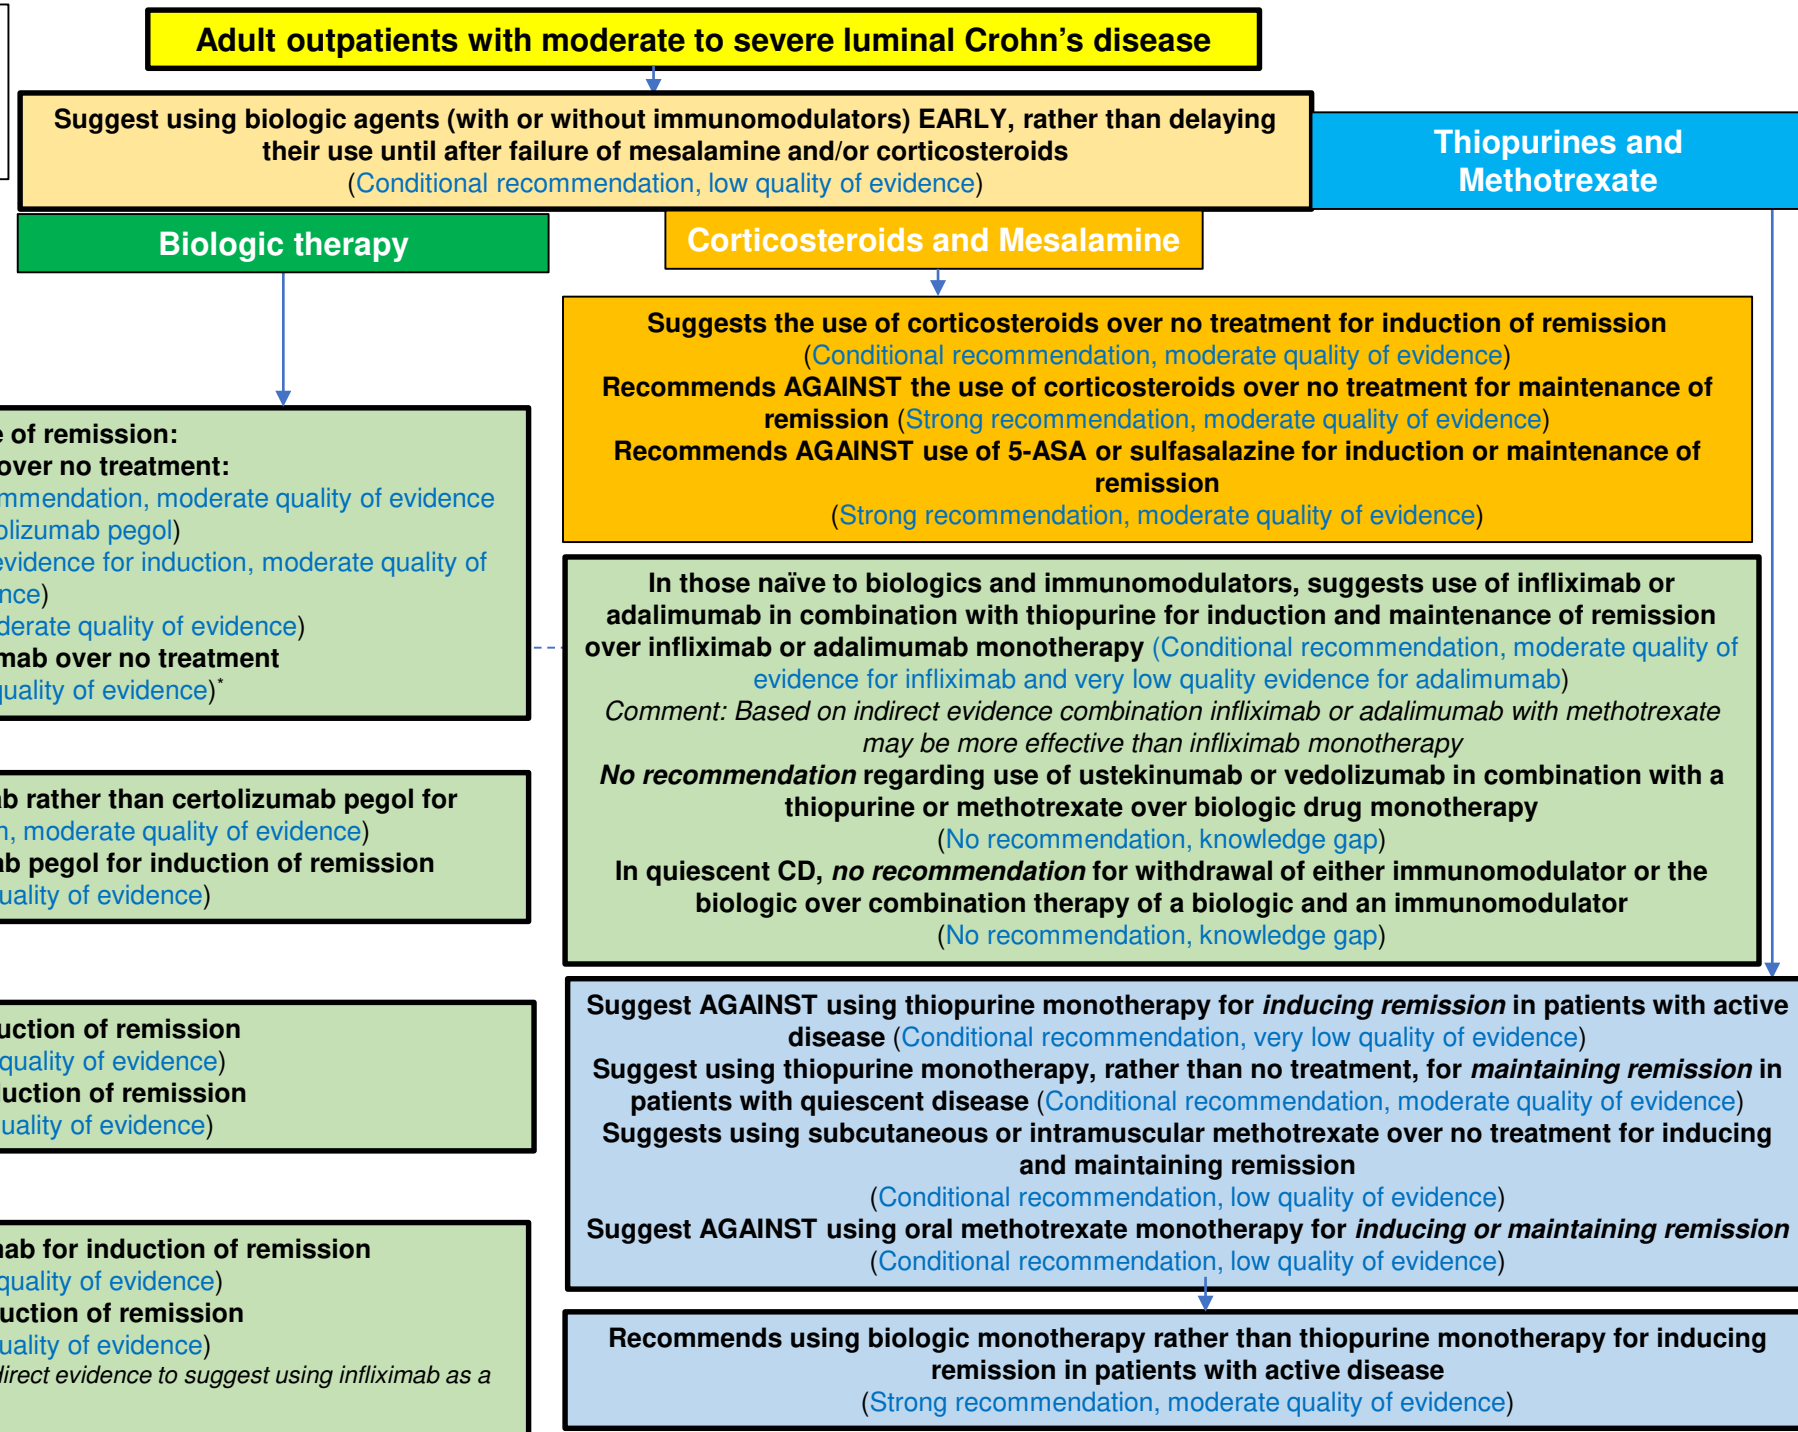 Adult outpatients with moderate to severe luminal Crohn’s disease
Suggest using biologic agents (with or without immunomodulators) EARLY, rather than delaying
their use until after failure of mesalamine and/or corticosteroids
(Conditional recommendation, low quality of evidence)
Thiopurines and
Methotrexate
Biologic therapy
Corticosteroids and Mesalamine
Suggests the use of corticosteroids over no treatment for induction of remission
(Conditional recommendation, moderate quality of evidence)
Recommends AGAINST the use of corticosteroids over no treatment for maintenance of
remission (Strong recommendation, moderate quality of evidence)
Recommends AGAINST use of 5-ASA or sulfasalazine for induction or maintenance of
remission
(Strong recommendation, moderate quality of evidence)
of remission:
over no treatment:
mmendation, moderate quality of evidence
olizumab pegol)
evidence for induction, moderate quality of
nce)
derate quality of evidence)
mab over no treatment
quality of evidence)*
In those naïve to biologics and immunomodulators, suggests use of infliximab or
adalimumab in combination with thiopurine for induction and maintenance of remission
over infliximab or adalimumab monotherapy (Conditional recommendation, moderate quality of
evidence for infliximab and very low quality evidence for adalimumab)
Comment: Based on indirect evidence combination infliximab or adalimumab with methotrexate
may be more effective than infliximab monotherapy
No recommendation regarding use of ustekinumab or vedolizumab in combination with a
thiopurine or methotrexate over biologic drug monotherapy
(No recommendation, knowledge gap)
In quiescent CD, no recommendation for withdrawal of either immunomodulator or the
biologic over combination therapy of a biologic and an immunomodulator
(No recommendation, knowledge gap)
ab rather than certolizumab pegol for
n, moderate quality of evidence)
ab pegol for induction of remission
uality of evidence)
uction of remission
quality of evidence)
duction of remission
uality of evidence)
nab for induction of remission
quality of evidence)
uction of remission
uality of evidence)
direct evidence to suggest using infliximab as a
Suggest AGAINST using thiopurine monotherapy for inducing remission in patients with active
disease (Conditional recommendation, very low quality of evidence)
Suggest using thiopurine monotherapy, rather than no treatment, for maintaining remission in
patients with quiescent disease (Conditional recommendation, moderate quality of evidence)
Suggests using subcutaneous or intramuscular methotrexate over no treatment for inducing
and maintaining remission
(Conditional recommendation, low quality of evidence)
Suggest AGAINST using oral methotrexate monotherapy for inducing or maintaining remission
(Conditional recommendation, low quality of evidence)
Recommends using biologic monotherapy rather than thiopurine monotherapy for inducing
remission in patients with active disease
(Strong recommendation, moderate quality of evidence)